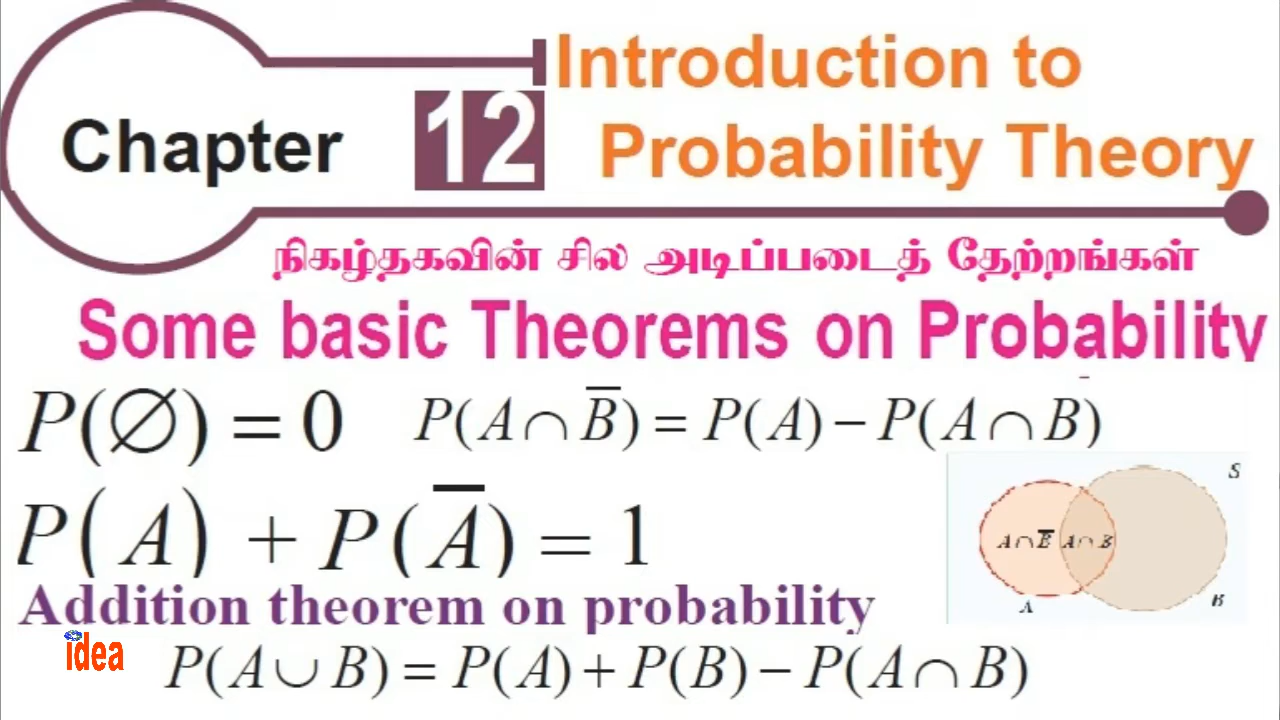 Chapter 12 Introduction to
Probability Theory
நிகழ்தகவின் சில அடிப்படைத் தேற்றங்கள்
Some basic Theorems on Probability
P(∅) = 0
P(A∩B̅) = P(A) − P(A∩B)
P(A) + P(A̅) = 1
S
A∩B̅ A∩B
A B
Addition theorem on probability
idea
P(A∪B) = P(A) + P(B) − P(A∩B)